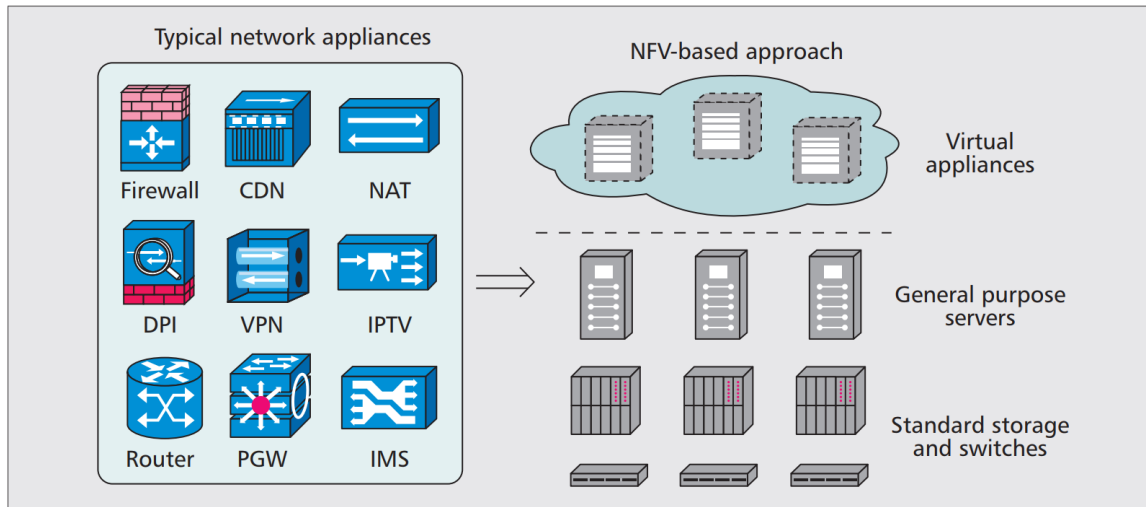 Typical network appliances
Firewall
CDN
NAT
DPI
VPN
IPTV
Router
PGW
IMS
NFV-based approach
Virtual
appliances
General purpose
servers
Standard storage
and switches